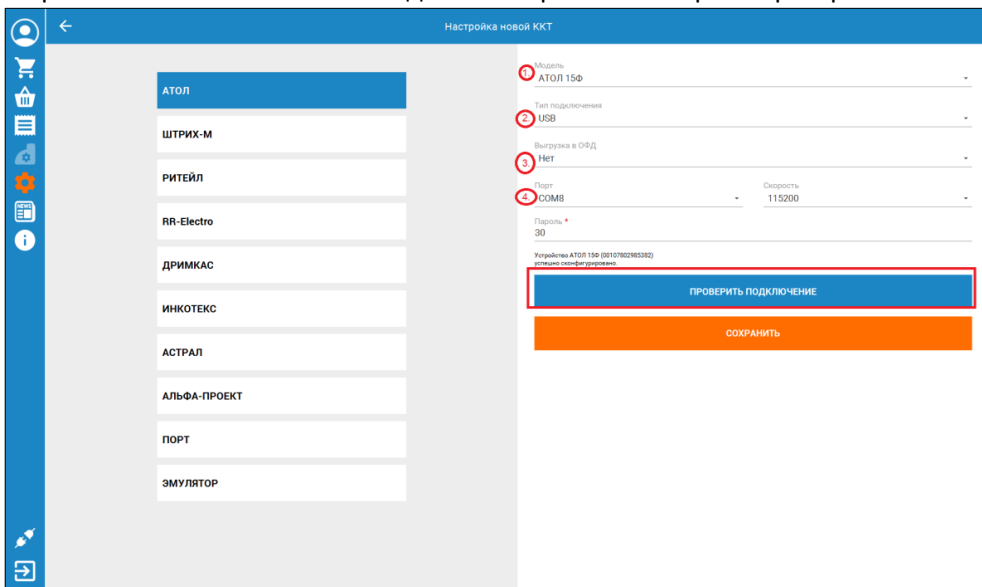 Настройка новой ККТ
NEWS
АТОЛ
ШТРИХ-М
РИТЕЙЛ
RR-Electro
ДРИМКАС
ИНКОТЕКС
АСТРАЛ
АЛЬФА-ПРОЕКТ
ПОРТ
ЭМУЛЯТОР
Модель
1. АТОЛ 15Ф
Тип подключения
2. USB
Выгрузка в ОФД
3. Нет
Порт Скорость
4. COM8 115200
Пароль *
30
Устройство АТОЛ 15Ф (00107802985382)
успешно сконфигурировано.
ПРОВЕРИТЬ ПОДКЛЮЧЕНИЕ
СОХРАНИТЬ